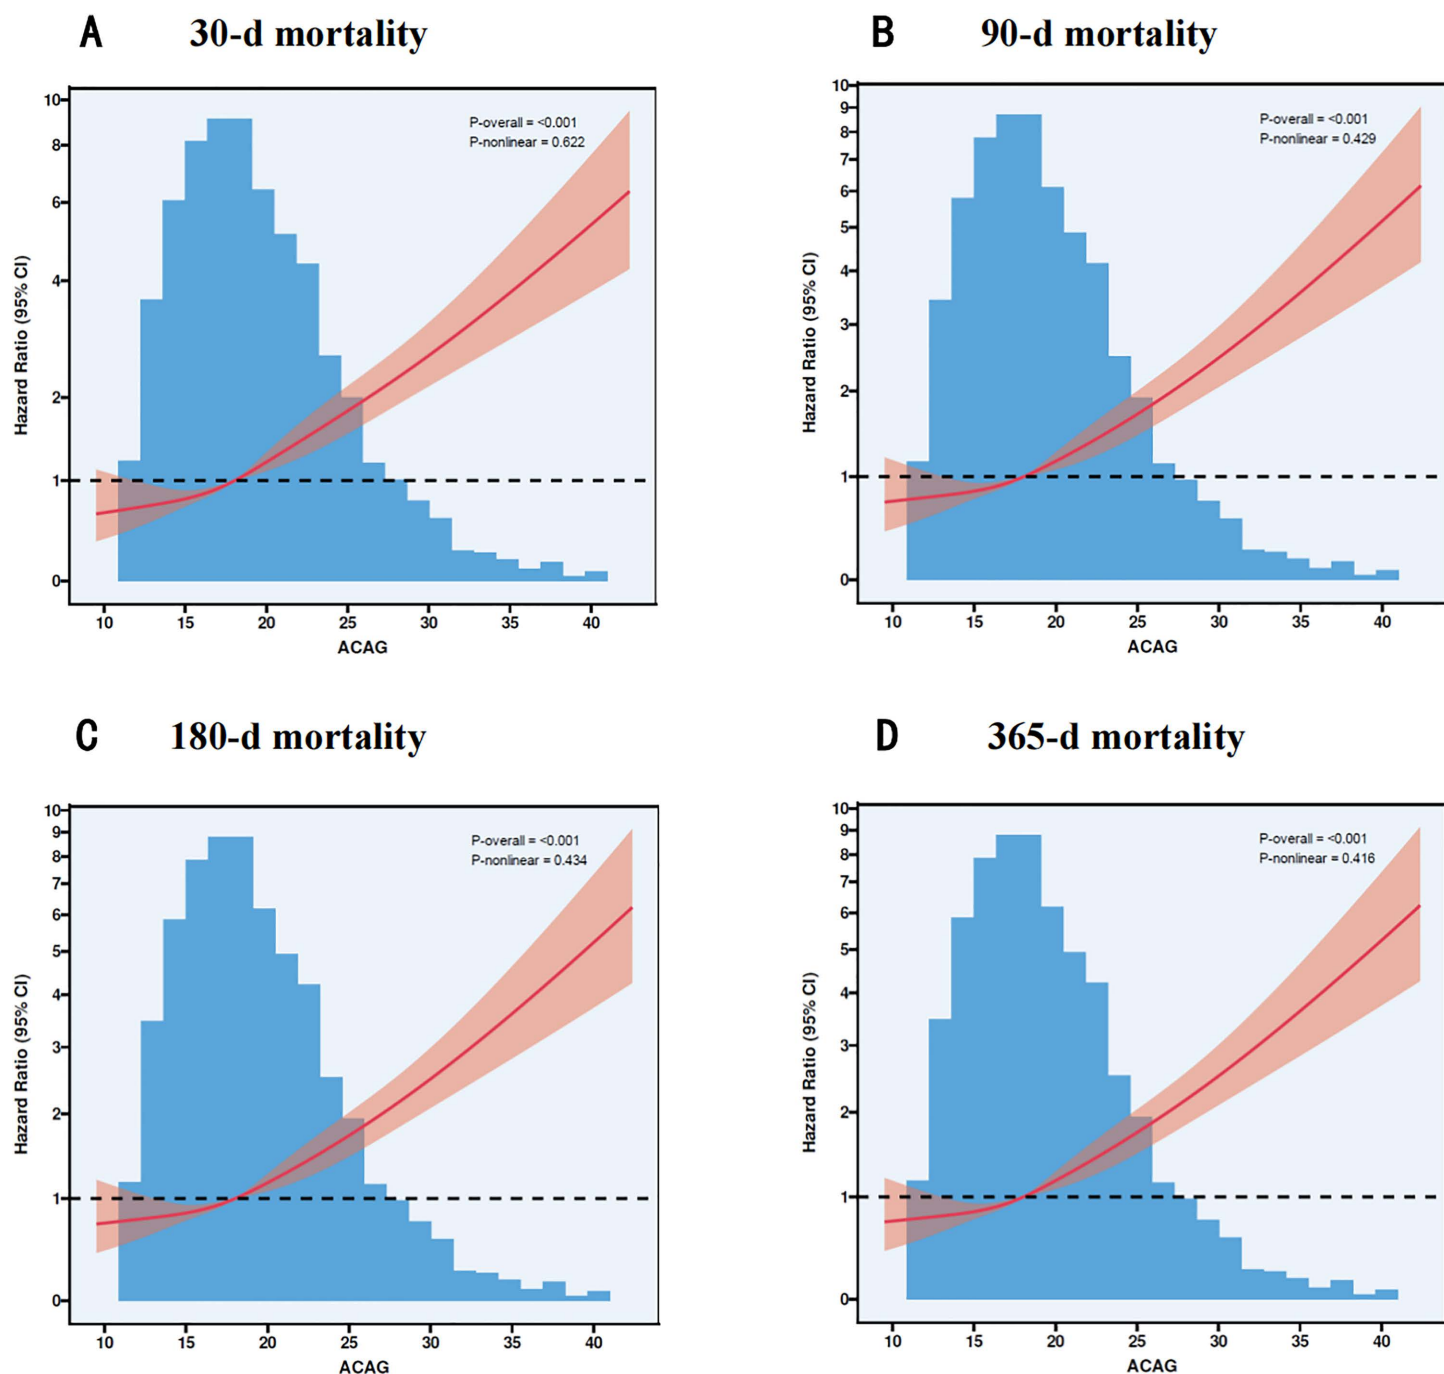 A 30-d mortality
10
8
6
4
2
1
0
Hazard Ratio (95% CI)
P-overall = <0.001
P-nonlinear = 0.622
10 15 20 25 30 35 40
ACAG
B 90-d mortality
10
9
8
7
6
5
4
3
2
1
0
Hazard Ratio (95% CI)
P-overall = <0.001
P-nonlinear = 0.429
10 15 20 25 30 35 40
ACAG
C 180-d mortality
10
9
8
7
6
5
4
3
2
1
0
Hazard Ratio (95% CI)
P-overall = <0.001
P-nonlinear = 0.434
10 15 20 25 30 35 40
ACAG
D 365-d mortality
10
9
8
7
6
5
4
3
2
1
0
Hazard Ratio (95% CI)
P-overall = <0.001
P-nonlinear = 0.416
10 15 20 25 30 35 40
ACAG